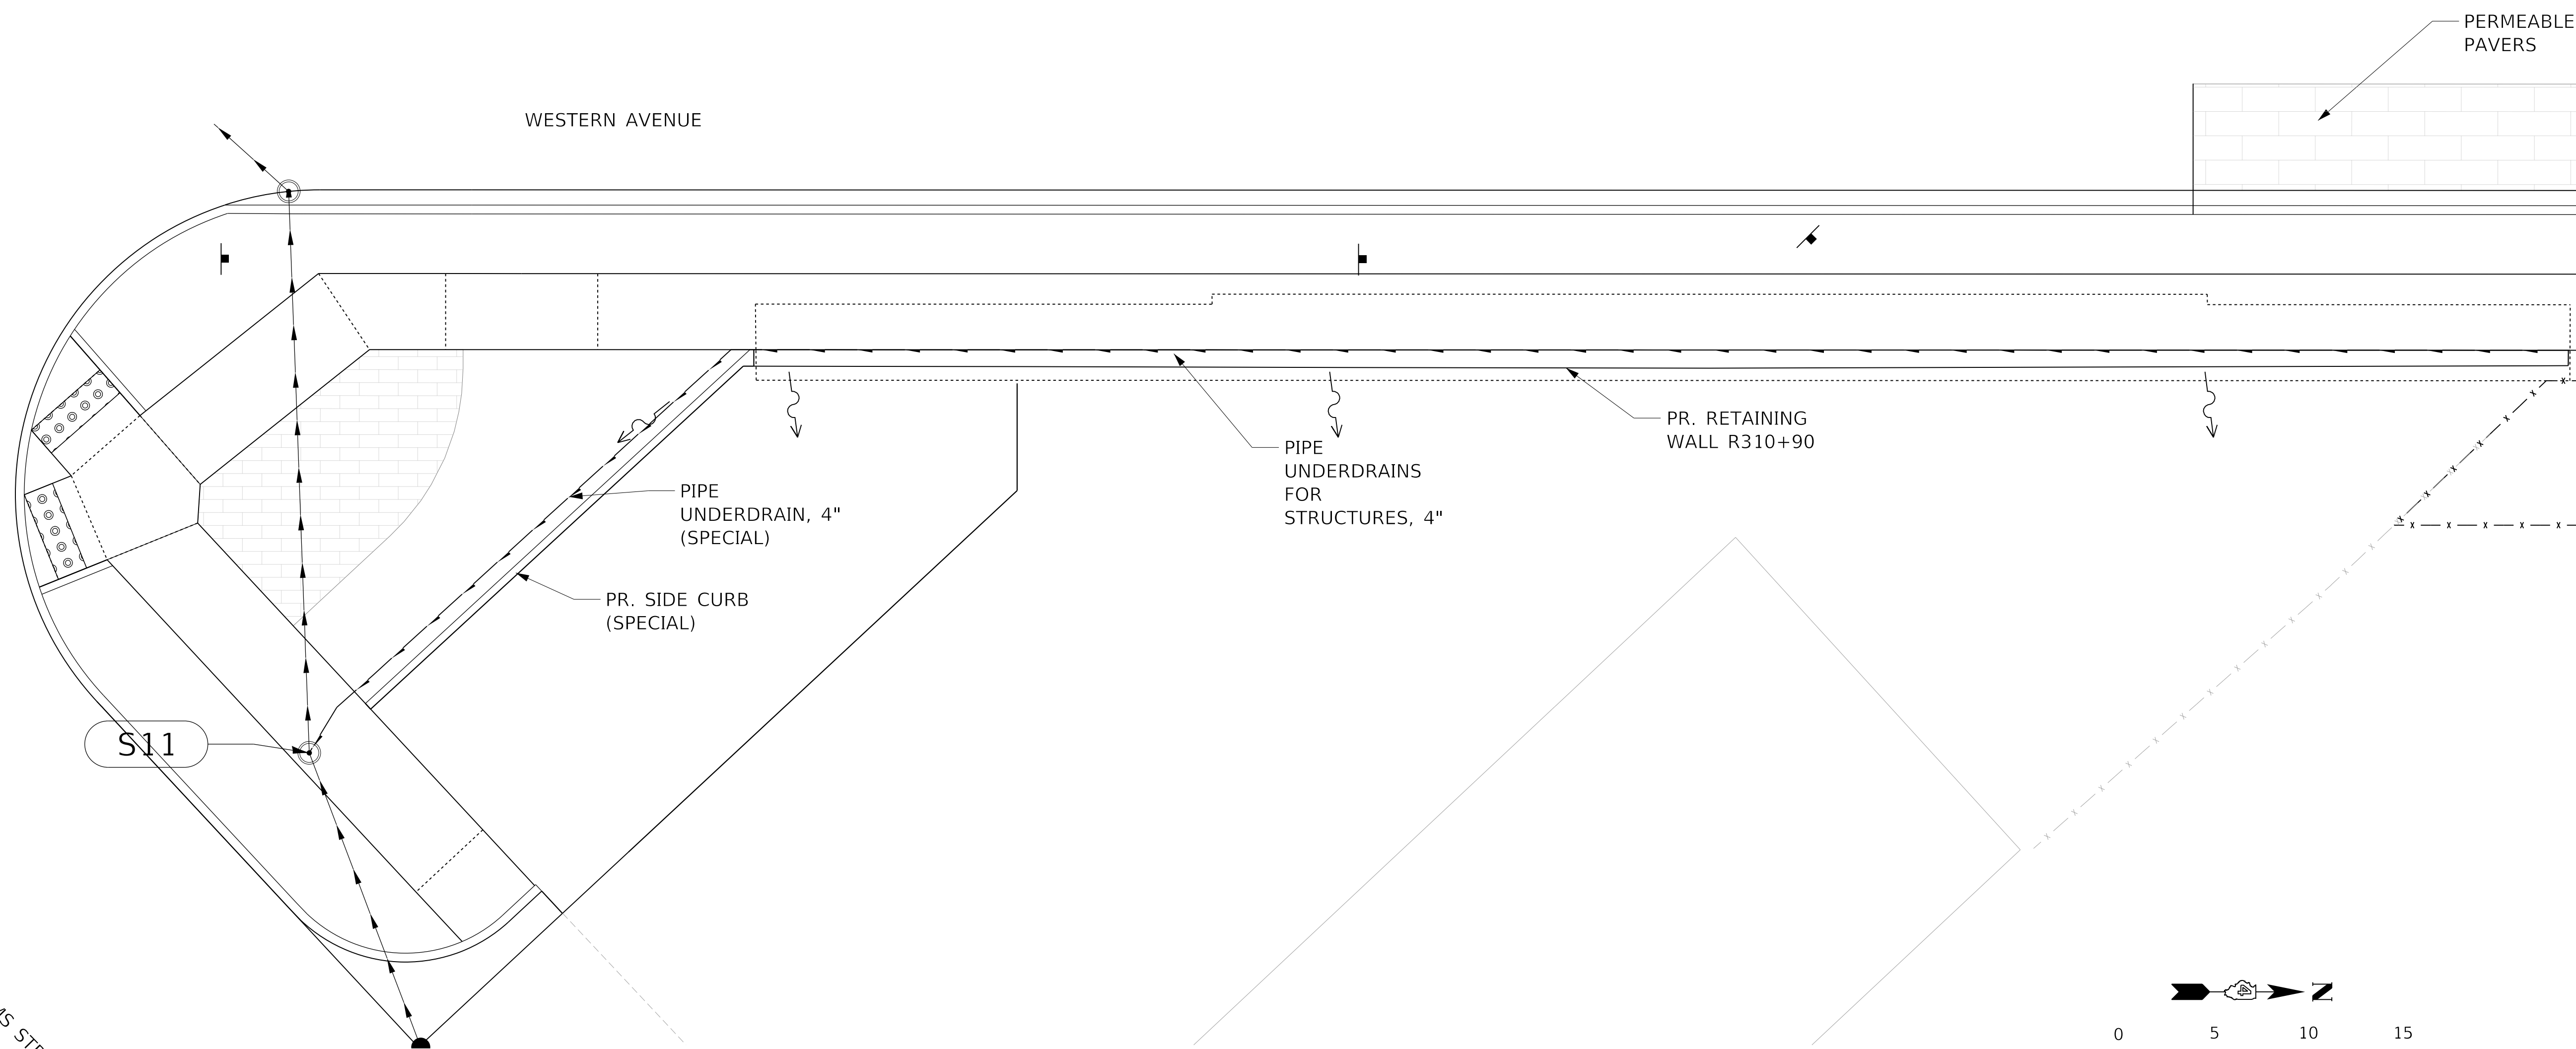 PERMEABLE
PAVERS
WESTERN AVENUE
PR. RETAINING
WALL R310+90
PIPE
UNDERDRAINS
FOR
STRUCTURES, 4"
PIPE
UNDERDRAIN, 4"
(SPECIAL)
PR. SIDE CURB
(SPECIAL)
S11
N
0 5 10 15